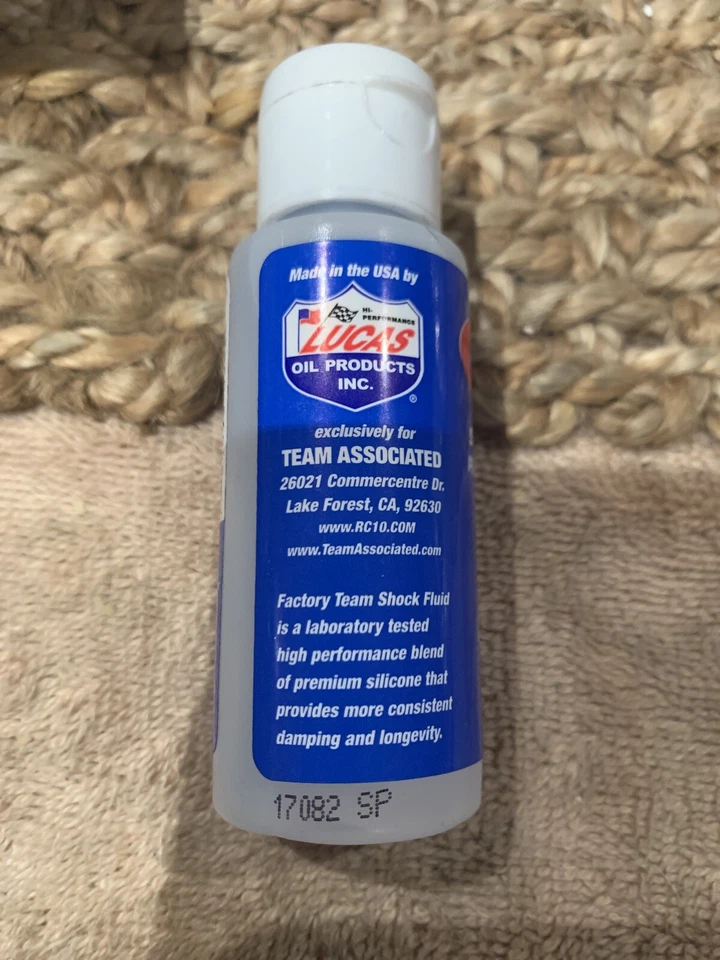 Made in the USA by
HI-
PERFORMANCE
LUCAS
OIL PRODUCTS
INC.
®
exclusively for
TEAM ASSOCIATED
26021 Commercentre Dr.
Lake Forest, CA, 92630
www.RC10.COM
www.TeamAssociated.com
Factory Team Shock Fluid
is a laboratory tested
high performance blend
of premium silicone that
provides more consistent
damping and longevity.
17082 SP